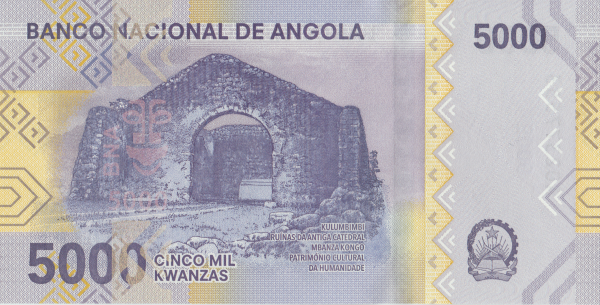 BANCO NACIONAL DE ANGOLA
5000
KULUMBIMBI
RUÍNAS DA ANTIGA CATEDRAL
MBANZA KONGO
PATRIMÓNIO CULTURAL
DA HUMANIDADE
5000 CINCO MIL
KWANZAS